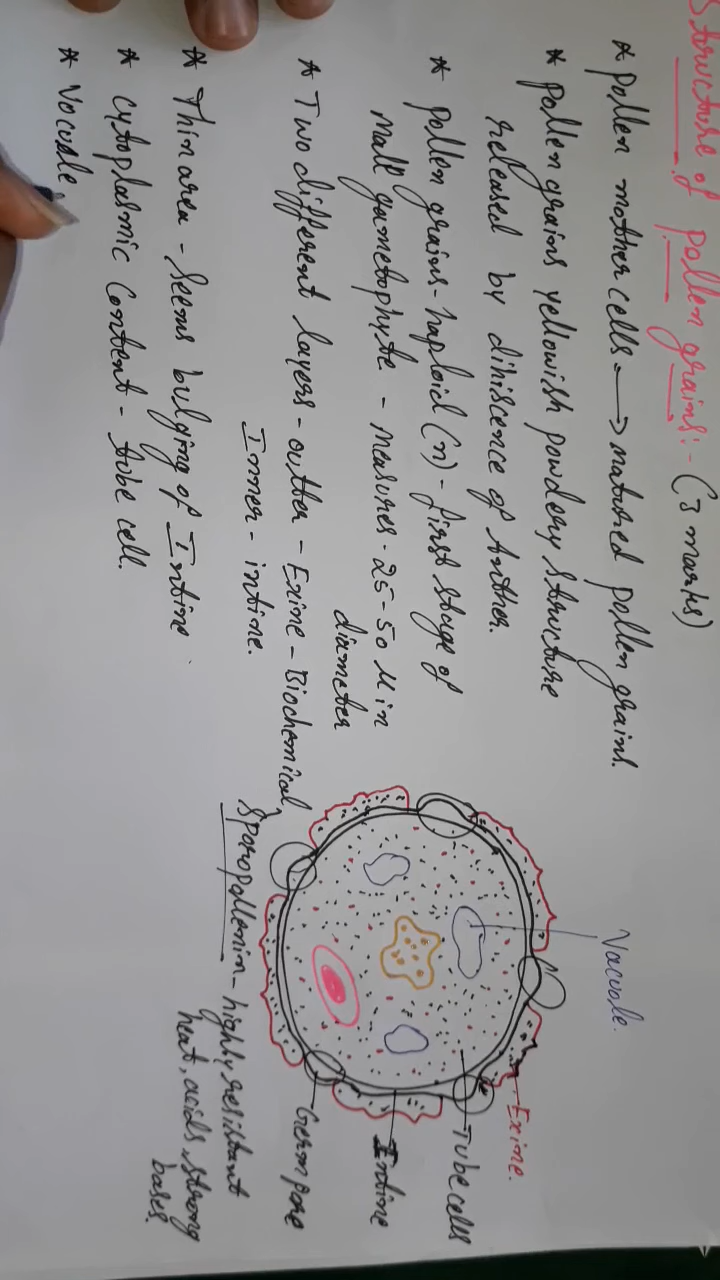 Structure of pollen grains:- (3 marks)
* pollen mother cells → matured pollen grains.
* pollen grains yellowish powdery structure
released by dihiscence of Anther.
* pollen grains - haploid (n) - first stage of
male gametophyte - measures - 25-50 μ in
diameter
* Two different layers - outter - Exine - Biochemical,
Inner - intine.
Sporopollenin - highly resistant
heat, acids, strong
bases.
* Thin area - seems bulging of Intine.
* cytoplasmic content - tube cell.
* Vacuole,
Vacuole.
Exine.
Tube cells
Intine
Germ pore